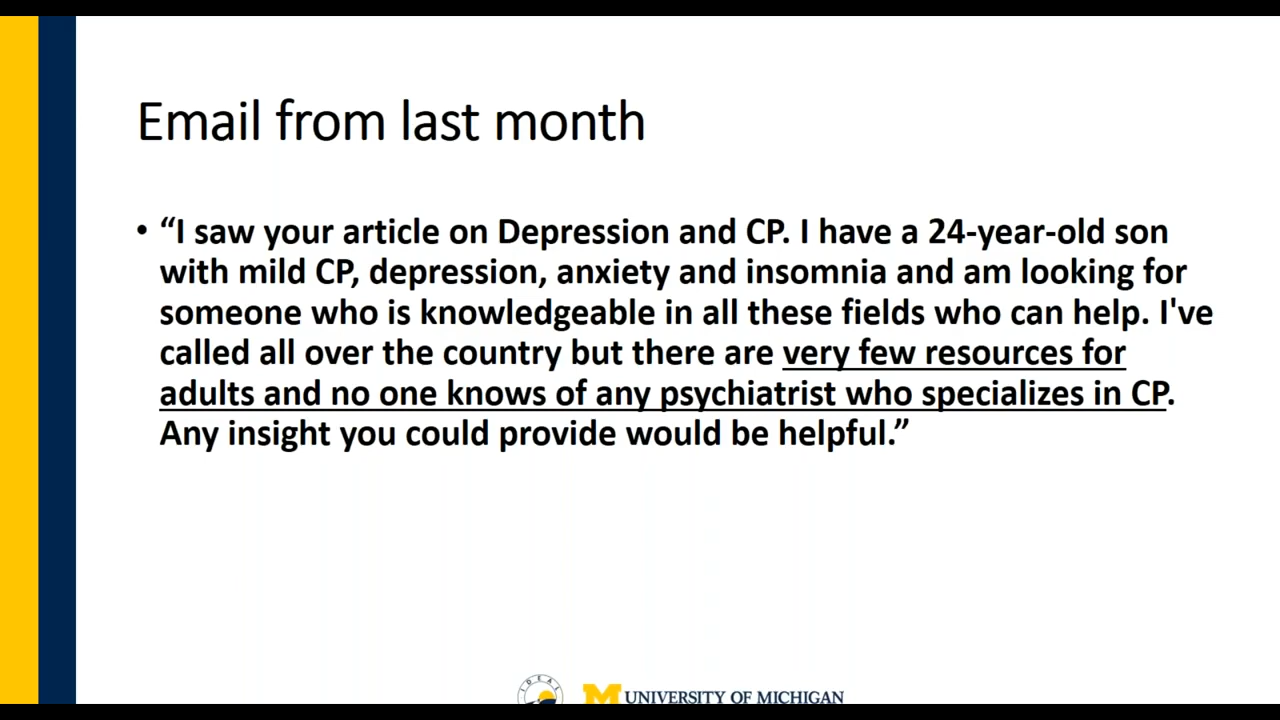 Email from last month
• “I saw your article on Depression and CP. I have a 24-year-old son
with mild CP, depression, anxiety and insomnia and am looking for
someone who is knowledgeable in all these fields who can help. I've
called all over the country but there are very few resources for
adults and no one knows of any psychiatrist who specializes in CP.
Any insight you could provide would be helpful.”
IDEAL
M UNIVERSITY OF MICHIGAN